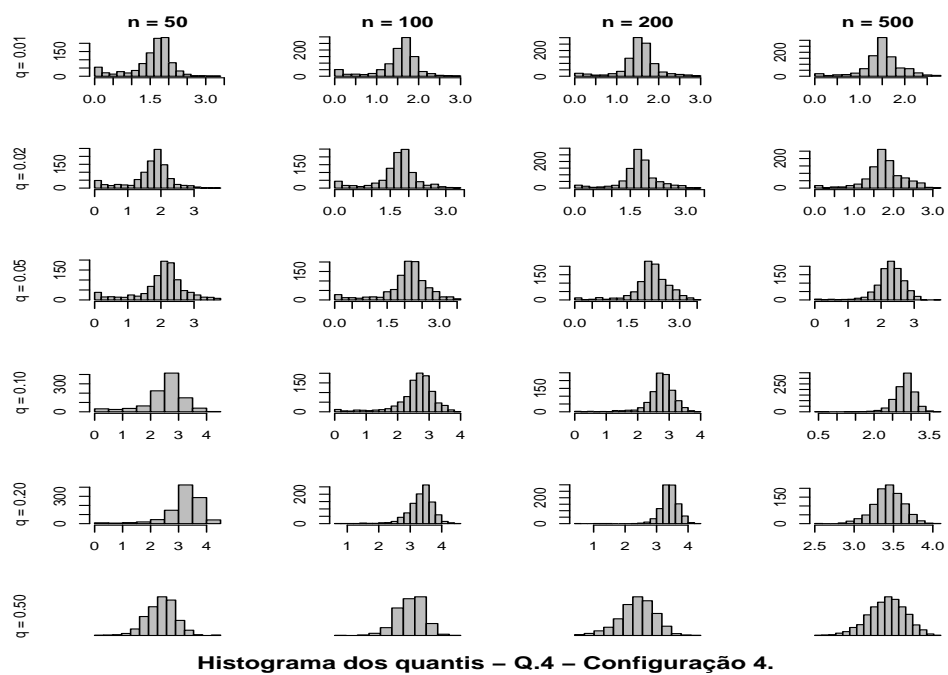 n = 50 n = 100 n = 200 n = 500
q = 0.01
0 150
0.0 1.5 3.0
0 200
0.0 1.0 2.0 3.0
0 200
0.0 1.0 2.0 3.0
0 200
0.0 1.0 2.0
q = 0.02
0 150
0 1 2 3
0 150
0.0 1.5 3.0
0 200
0.0 1.5 3.0
0 200
0.0 1.0 2.0 3.0
q = 0.05
0 150
0 1 2 3
0 150
0.0 1.5 3.0
0 150
0.0 1.5 3.0
0 150
0 1 2 3
q = 0.10
0 300
0 1 2 3 4
0 150
0 1 2 3 4
0 150
0 1 2 3 4
0 250
0.5 2.0 3.5
q = 0.20
0 300
0 1 2 3 4
0 200
1 2 3 4
0 200
1 2 3 4
0 150
2.5 3.0 3.5 4.0
q = 0.50
Histograma dos quantis – Q.4 – Configuração 4.